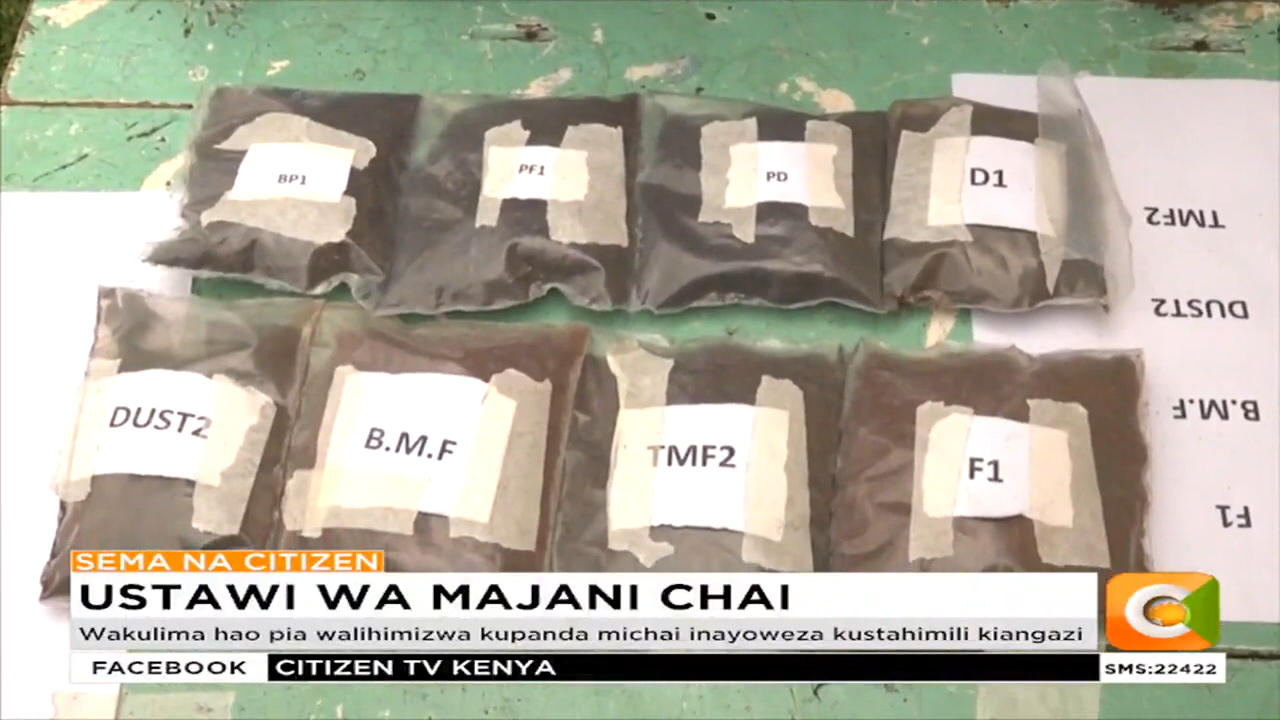 BP1
PF1
PD
D1
TMF2
DUST2
B.M.F
F1
DUST2
B.M.F
TMF2
F1
SEMA NA CITIZEN
USTAWI WA MAJANI CHAI
Wakulima hao pia walihimizwa kupanda michai inayoweza kustahimili kiangazi
FACEBOOK
CITIZEN TV KENYA
SMS:22422